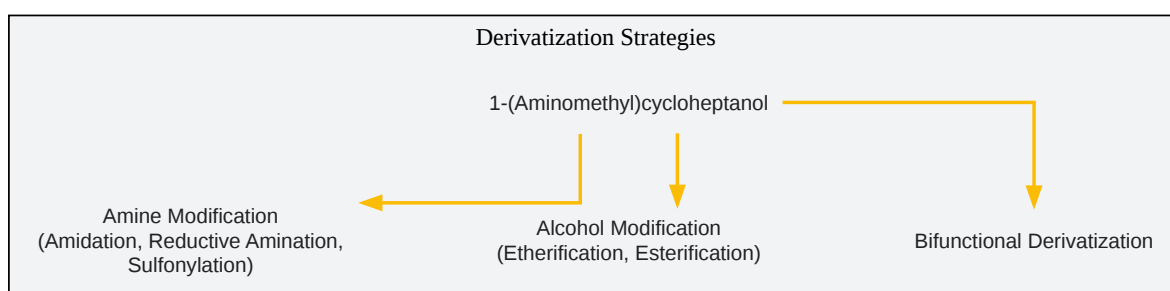 Derivatization Strategies
1-(Aminomethyl)cycloheptanol
Amine Modification
(Amidation, Reductive Amination,
Sulfonylation)
Alcohol Modification
(Etherification, Esterification)
Bifunctional Derivatization